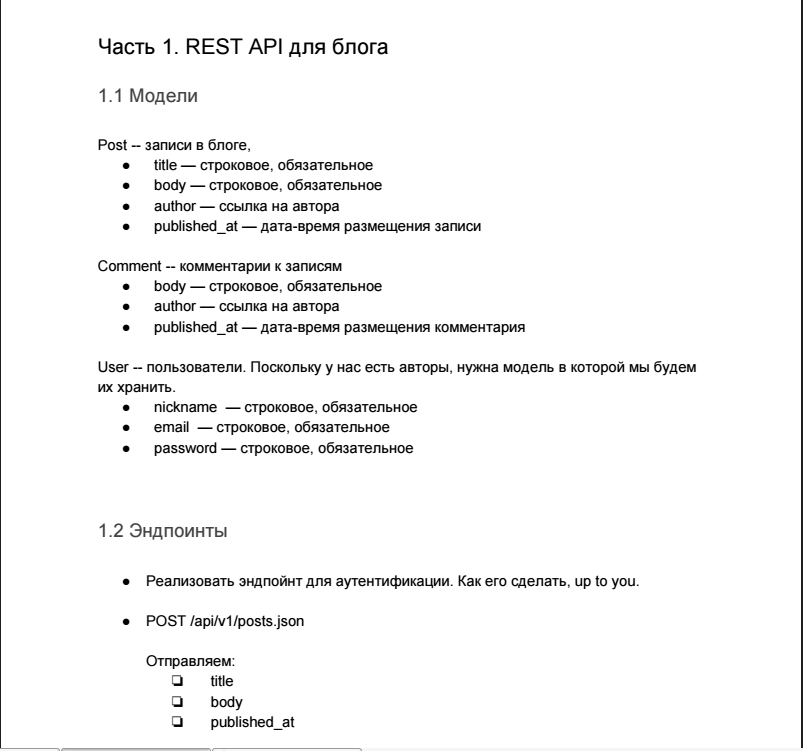 Часть 1. REST API для блога
1.1 Модели
Post -- записи в блоге,
● title — строковое, обязательное
● body — строковое, обязательное
● author — ссылка на автора
● published_at — дата-время размещения записи
Comment -- комментарии к записям
● body — строковое, обязательное
● author — ссылка на автора
● published_at — дата-время размещения комментария
User -- пользователи. Поскольку у нас есть авторы, нужна модель в которой мы будем
их хранить.
● nickname — строковое, обязательное
● email — строковое, обязательное
● password — строковое, обязательное
1.2 Эндпоинты
● Реализовать эндпойнт для аутентификации. Как его сделать, up to you.
● POST /api/v1/posts.json
Отправляем:
❏ title
❏ body
❏ published_at